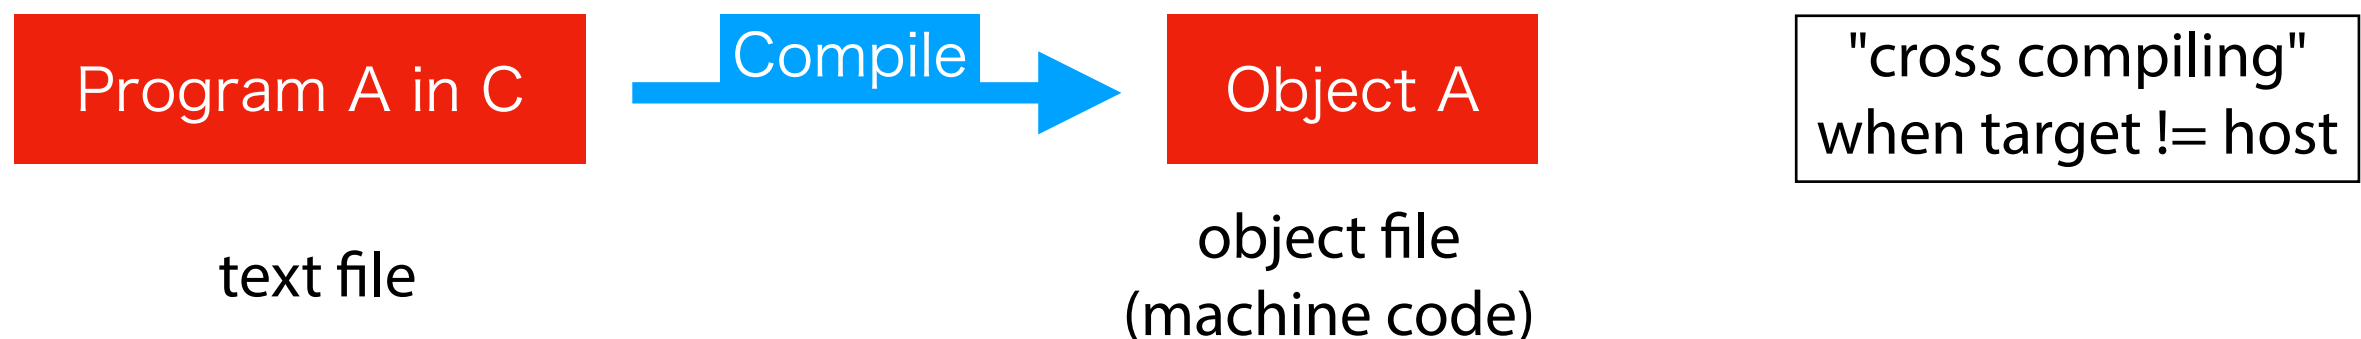 Program A in C
Compile
Object A
"cross compiling"
when target != host
text file
object file
(machine code)